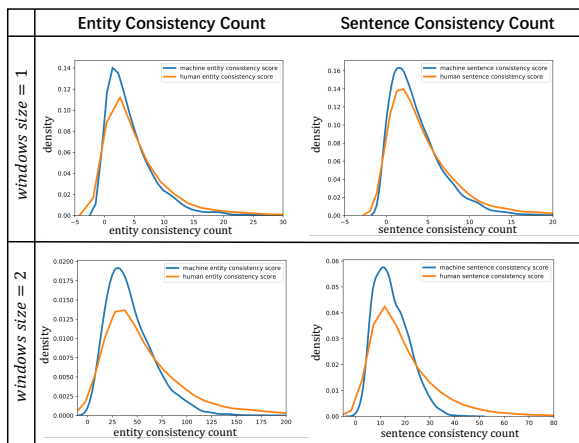 Entity Consistency Count
Sentence Consistency Count
windows size = 1
machine entity consistency score
human entity consistency score
density
0.14
0.12
0.10
0.08
0.06
0.04
0.02
0.00
-5 0 5 10 15 20 25 30
entity consistency count
machine sentence consistency score
human sentence consistency score
density
0.16
0.14
0.12
0.10
0.08
0.06
0.04
0.02
0.00
-5 0 5 10 15 20
sentence consistency count
windows size = 2
machine entity consistency score
human entity consistency score
density
0.0200
0.0175
0.0150
0.0125
0.0100
0.0075
0.0050
0.0025
0.0000
0 25 50 75 100 125 150 175 200
entity consistency count
machine sentence consistency score
human sentence consistency score
density
0.06
0.05
0.04
0.03
0.02
0.01
0.00
0 10 20 30 40 50 60 70 80
sentence consistency count